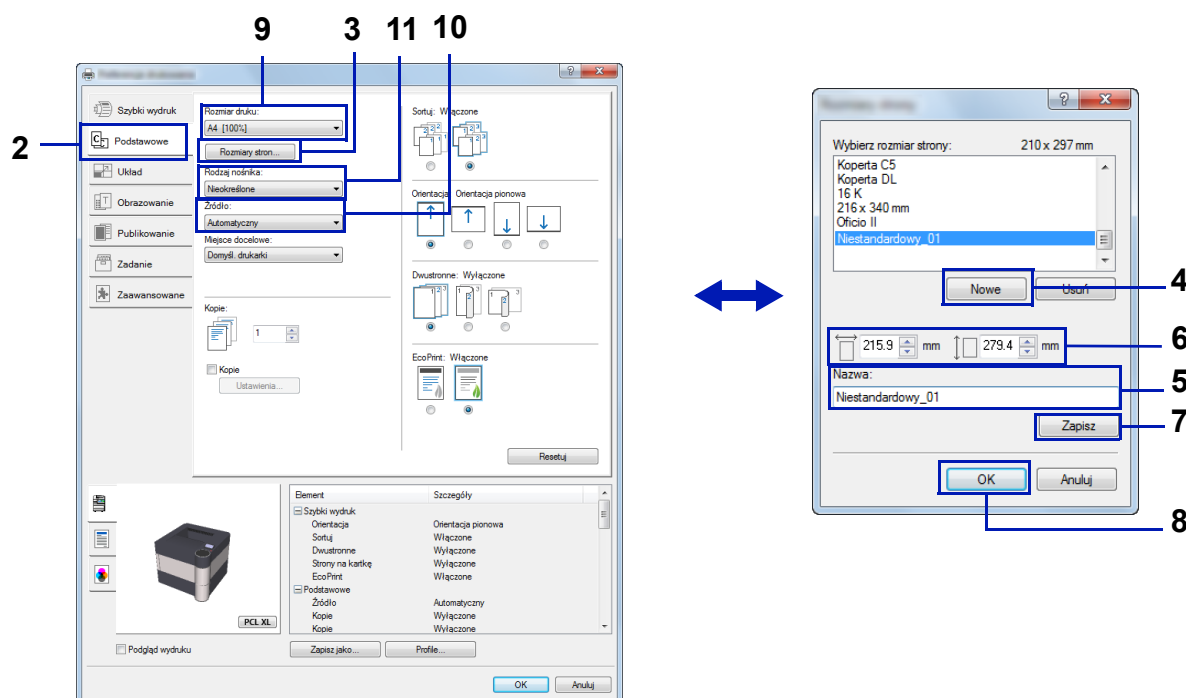 9 3 11 10
Szybki wydruk
2
Podstawowe
Układ
Obrazowanie
Publikowanie
Zadanie
Zaawansowane
Rozmiar druku:
A4 [100%]
Rozmiary stron...
Rodzaj nośnika:
Nieokreślone
Źródło:
Automatyczny
Miejsce docelowe:
Domyśl. drukarki
Kopie:
1
Kopie
Ustawienia...
Sortuj: Włączone
Orientacja: Orientacja pionowa
Dwustronne: Wyłączone
EcoPrint: Włączone
Resetuj
PCL XL
Podgląd wydruku
Element Szczegóły
Szybki wydruk
Orientacja Orientacja pionowa
Sortuj Włączone
Dwustronne Wyłączone
Strony na kartkę Wyłączone
EcoPrint Włączone
Podstawowe
Źródło Automatyczny
Kopie Wyłączone
Kopie Wyłączone
Zapisz jako... Profile...
OK Anuluj
Rozmiary strony
Wybierz rozmiar strony: 210 x 297 mm
Koperta C5
Koperta DL
16 K
216 x 340 mm
Oficio II
Niestandardowy_01
Nowe Usuń 4
215.9 mm 279.4 mm 6
Nazwa: 5
Niestandardowy_01
Zapisz 7
OK Anuluj
8